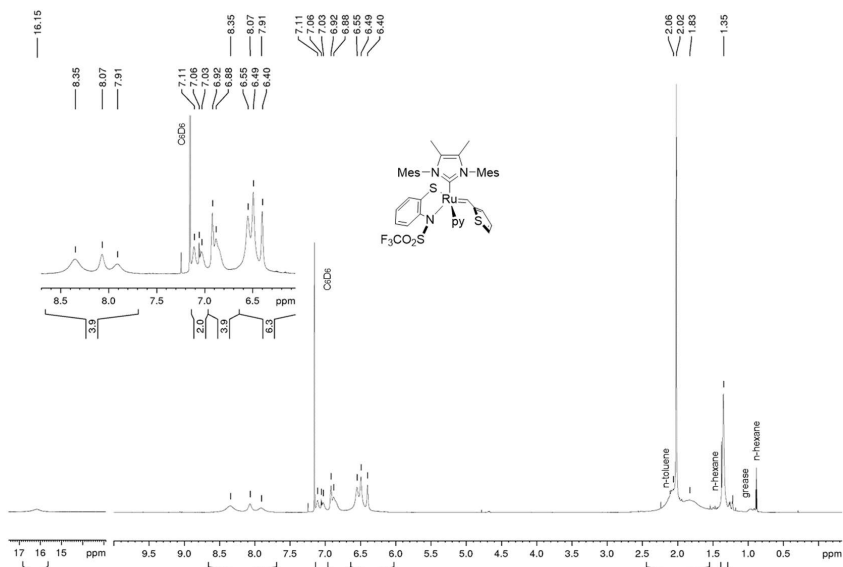 16.15
8.35
8.07
7.91
7.11
7.06
7.03
6.92
6.88
6.55
6.49
6.40
2.06
2.02
1.83
1.35
8.35
8.07
7.91
7.11
7.06
7.03
6.92
6.88
6.55
6.49
6.40
C6D6
8.5 8.0 7.5 7.0 6.5 ppm
3.9 2.0 3.9 6.3
Mes N N Mes
S
Ru
N
py
S
F3CO2S
C6D6
n-toluene
n-hexane
grease
n-hexane
17 16 15 ppm
9.5 9.0 8.5 8.0 7.5 7.0 6.5 6.0 5.5 5.0 4.5 4.0 3.5 3.0 2.5 2.0 1.5 1.0 0.5 ppm